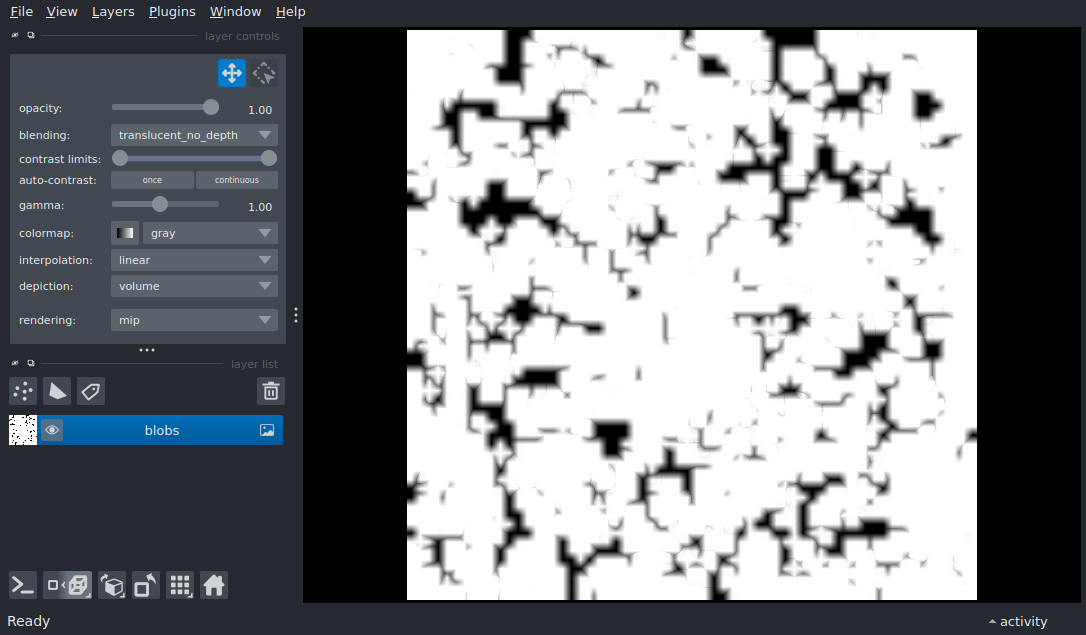 File View Layers Plugins Window Help
layer controls
opacity: 1.00
blending: translucent_no_depth
contrast limits:
auto-contrast: once continuous
gamma: 1.00
colormap: gray
interpolation: linear
depiction: volume
rendering: mip
layer list
blobs
Ready activity